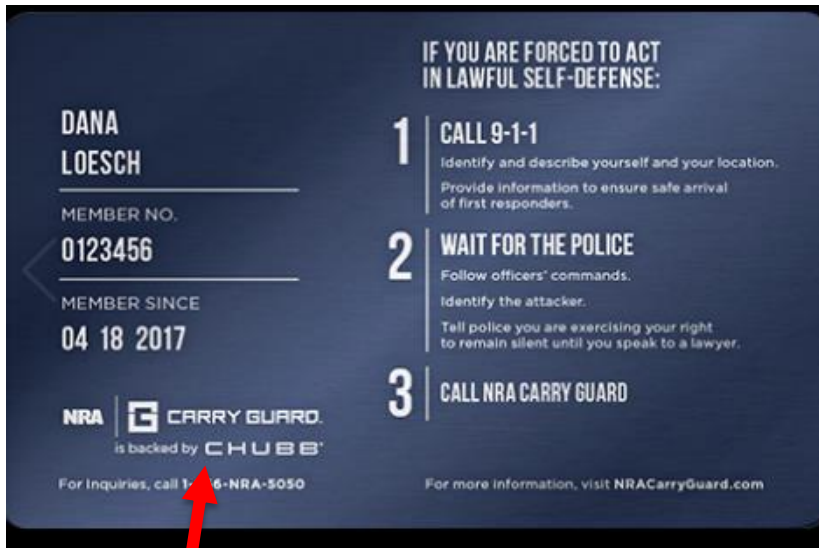 DANA
LOESCH
MEMBER NO.
0123456
MEMBER SINCE
04 18 2017
NRA CARRY GUARD.
is backed by CHUBB®
For Inquiries, call NRA-5050
IF YOU ARE FORCED TO ACT
IN LAWFUL SELF-DEFENSE:
1 CALL 9-1-1
Identify and describe yourself and your location.
Provide information to ensure safe arrival
of first responders.
2 WAIT FOR THE POLICE
Follow officers' commands.
Identify the attacker.
Tell police you are exercising your right
to remain silent until you speak to a lawyer.
3 CALL NRA CARRY GUARD
For more information, visit NRACarryGuard.com